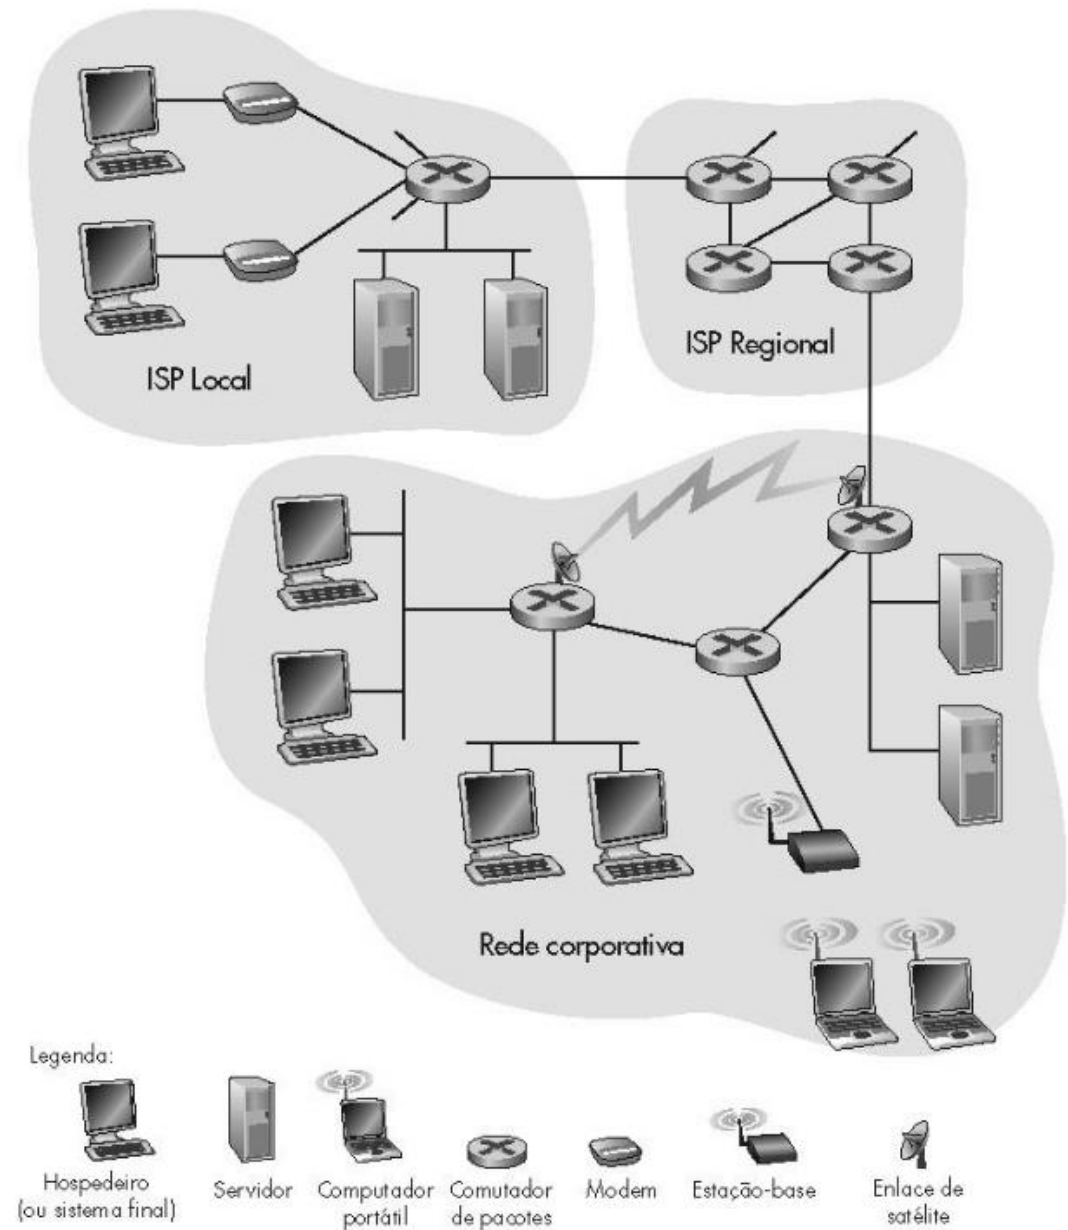 ISP Local
ISP Regional
Rede corporativa
Legenda:
Hospedeiro
(ou sistema final)
Servidor
Computador
portátil
Comutador
de pacotes
Modem
Estação-base
Enlace de
satélite